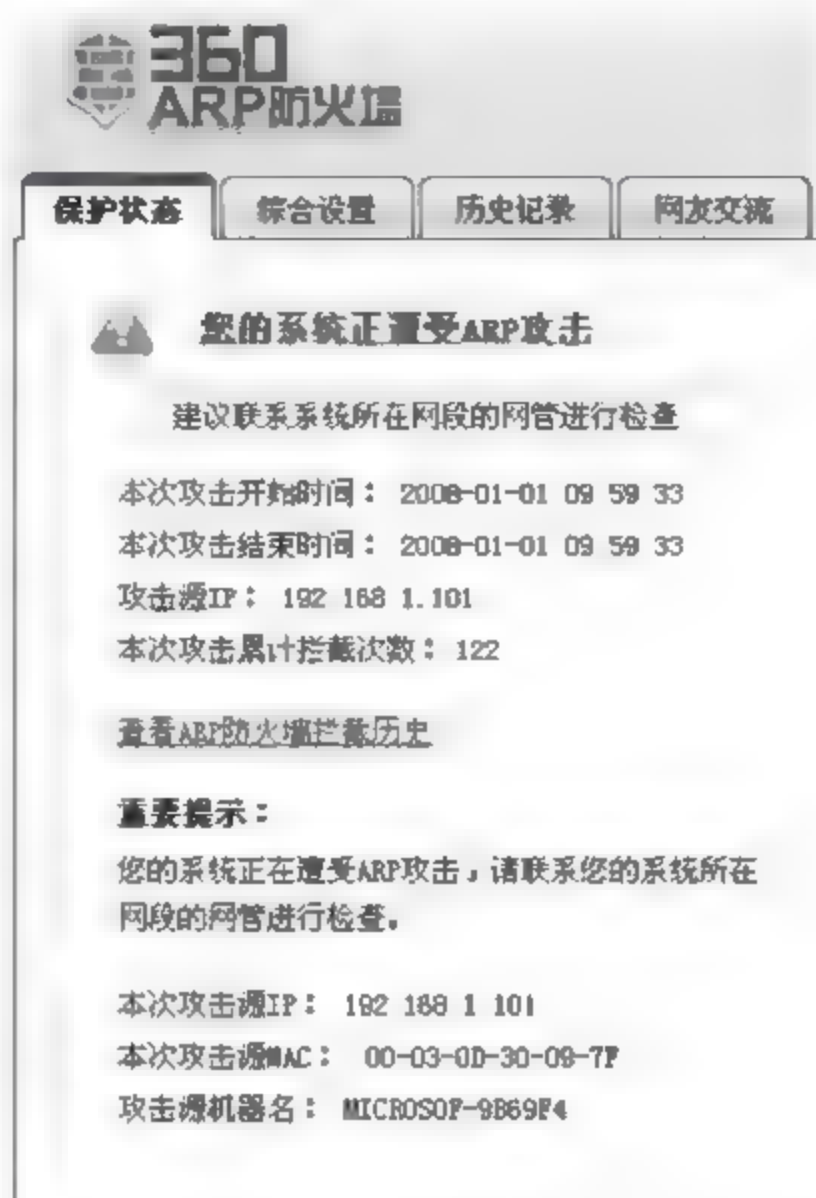 360
ARP防火墙
保护状态 综合设置 历史记录 网友交流
您的系统正遭受ARP攻击
建议联系系统所在网段的网管进行检查
本次攻击开始时间： 2008-01-01 09 59 33
本次攻击结束时间： 2008-01-01 09 59 33
攻击源IP： 192 168 1.101
本次攻击累计拦截次数： 122
查看ARP防火墙拦截历史
重要提示：
您的系统正在遭受ARP攻击，请联系您的系统所在
网段的网管进行检查。
本次攻击源IP： 192 168 1 101
本次攻击源MAC： 00-03-0D-30-09-7F
攻击源机器名： MICROSOF-9B69F4